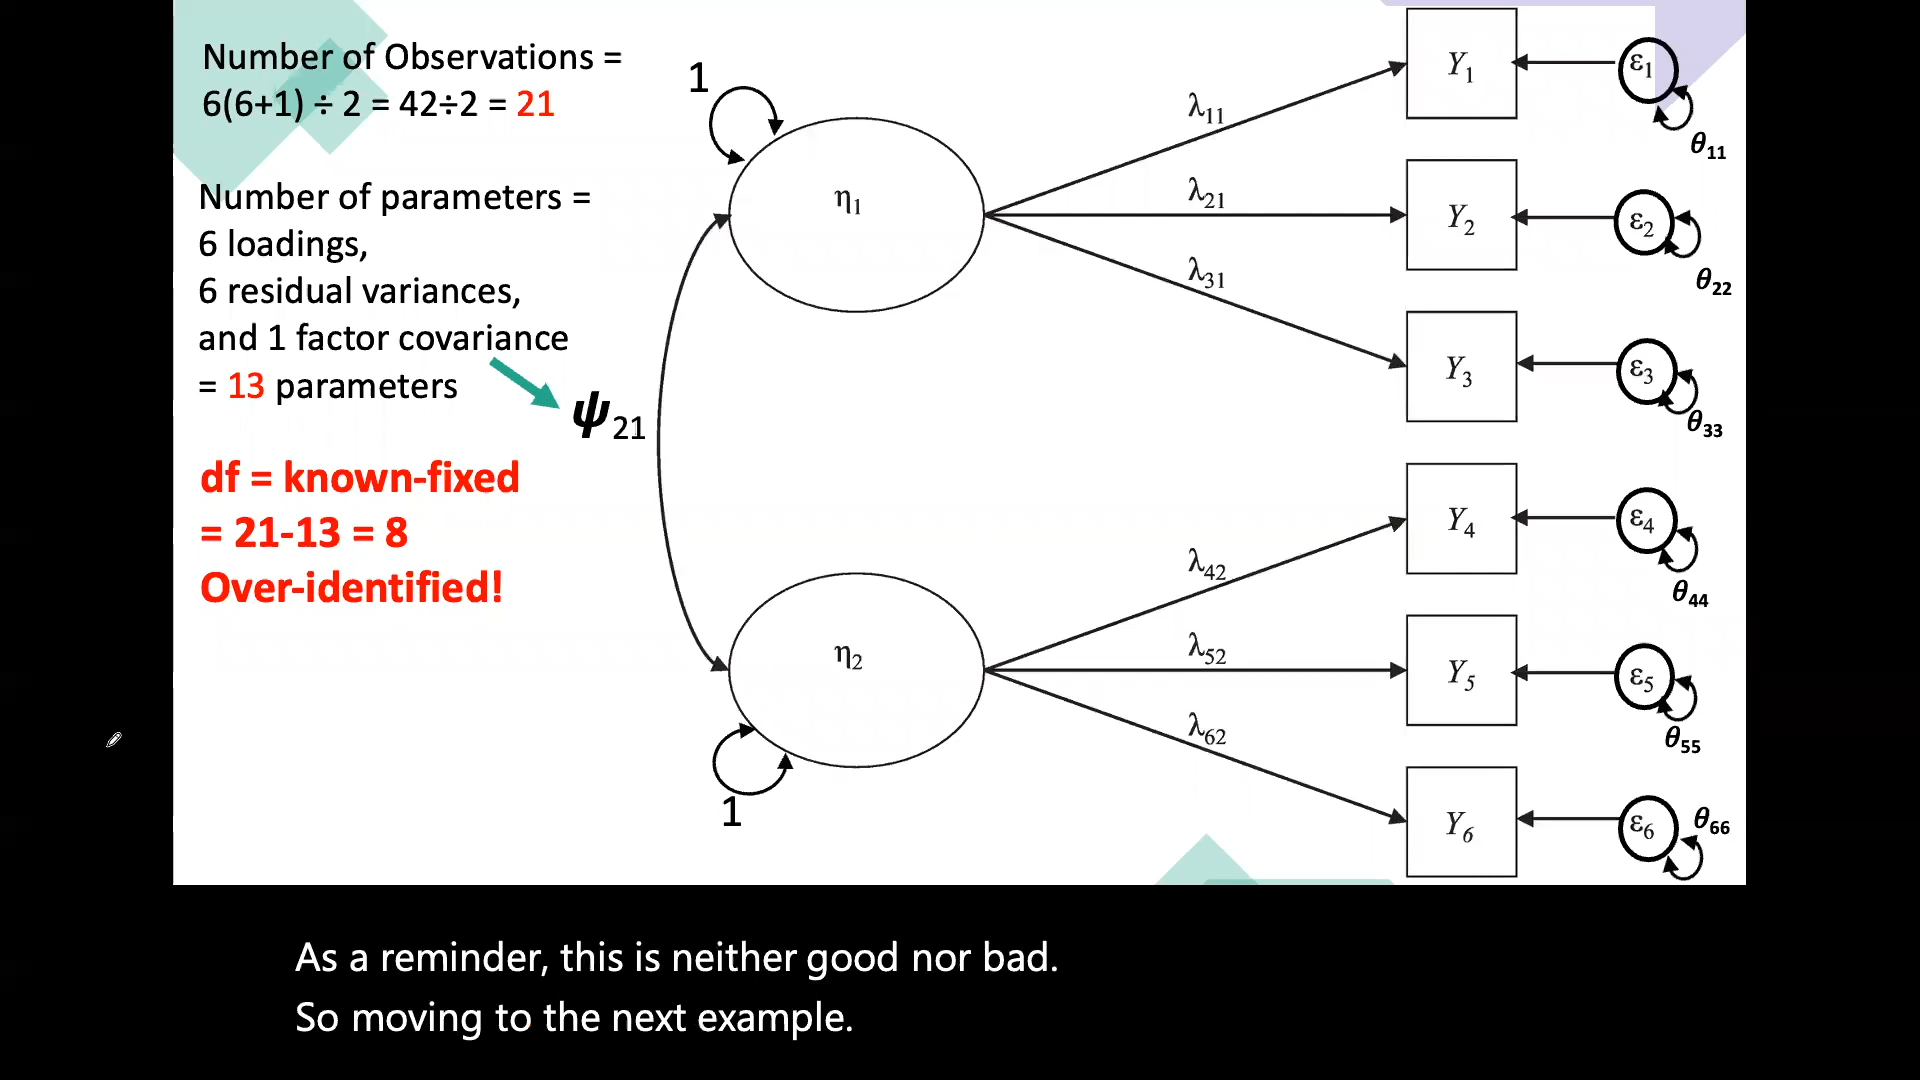 Number of Observations =
6(6+1) ÷ 2 = 42÷2 = 21
Number of parameters =
6 loadings,
6 residual variances,
and 1 factor covariance
= 13 parameters
df = known-fixed
= 21-13 = 8
Over-identified!
1
η1
ψ21
η2
1
λ11
λ21
λ31
λ42
λ52
λ62
Y1
Y2
Y3
Y4
Y5
Y6
ε1
θ11
ε2
θ22
ε3
θ33
ε4
θ44
ε5
θ55
ε6
θ66
As a reminder, this is neither good nor bad.
So moving to the next example.